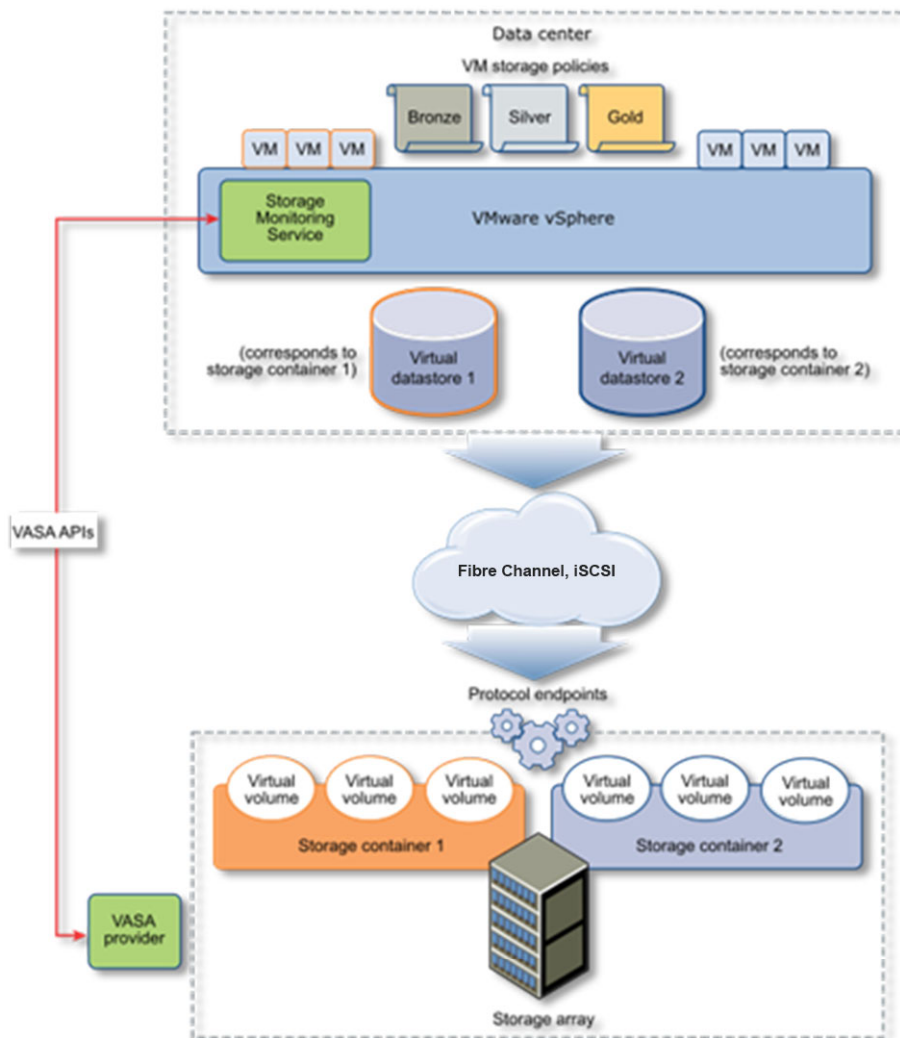 Data center
VM storage policies
Bronze
Silver
Gold
VM
VM
VM
VM
VM
VM
Storage
Monitoring
Service
VMware vSphere
(corresponds to
storage container 1)
Virtual
datastore 1
Virtual
datastore 2
(corresponds to
storage container 2)
VASA APIs
Fibre Channel, iSCSI
Protocol endpoints
Virtual
volume
Virtual
volume
Virtual
volume
Virtual
volume
Virtual
volume
Virtual
volume
Storage container 1
Storage container 2
VASA
provider
Storage array